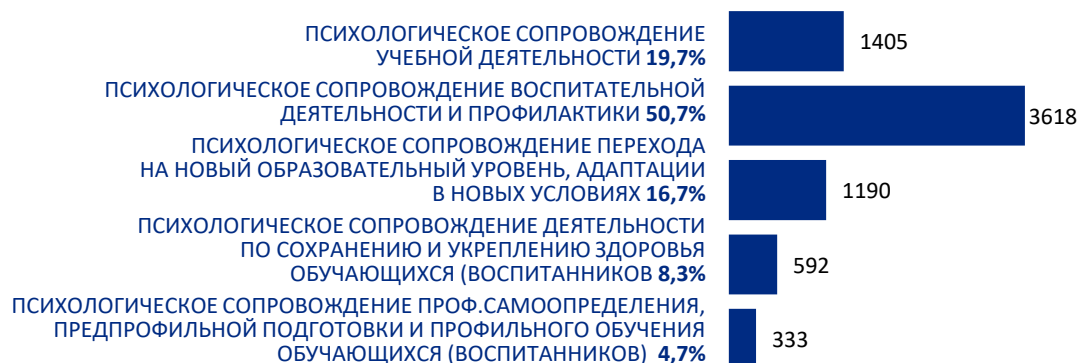 ПСИХОЛОГИЧЕСКОЕ СОПРОВОЖДЕНИЕ
УЧЕБНОЙ ДЕЯТЕЛЬНОСТИ 19,7%
1405
ПСИХОЛОГИЧЕСКОЕ СОПРОВОЖДЕНИЕ ВОСПИТАТЕЛЬНОЙ
ДЕЯТЕЛЬНОСТИ И ПРОФИЛАКТИКИ 50,7%
3618
ПСИХОЛОГИЧЕСКОЕ СОПРОВОЖДЕНИЕ ПЕРЕХОДА
НА НОВЫЙ ОБРАЗОВАТЕЛЬНЫЙ УРОВЕНЬ, АДАПТАЦИИ
В НОВЫХ УСЛОВИЯХ 16,7%
1190
ПСИХОЛОГИЧЕСКОЕ СОПРОВОЖДЕНИЕ ДЕЯТЕЛЬНОСТИ
ПО СОХРАНЕНИЮ И УКРЕПЛЕНИЮ ЗДОРОВЬЯ
ОБУЧАЮЩИХСЯ (ВОСПИТАННИКОВ 8,3%
592
ПСИХОЛОГИЧЕСКОЕ СОПРОВОЖДЕНИЕ ПРОФ.САМООПРЕДЕЛЕНИЯ,
ПРЕДПРОФИЛЬНОЙ ПОДГОТОВКИ И ПРОФИЛЬНОГО ОБУЧЕНИЯ
ОБУЧАЮЩИХСЯ (ВОСПИТАННИКОВ) 4,7%
333